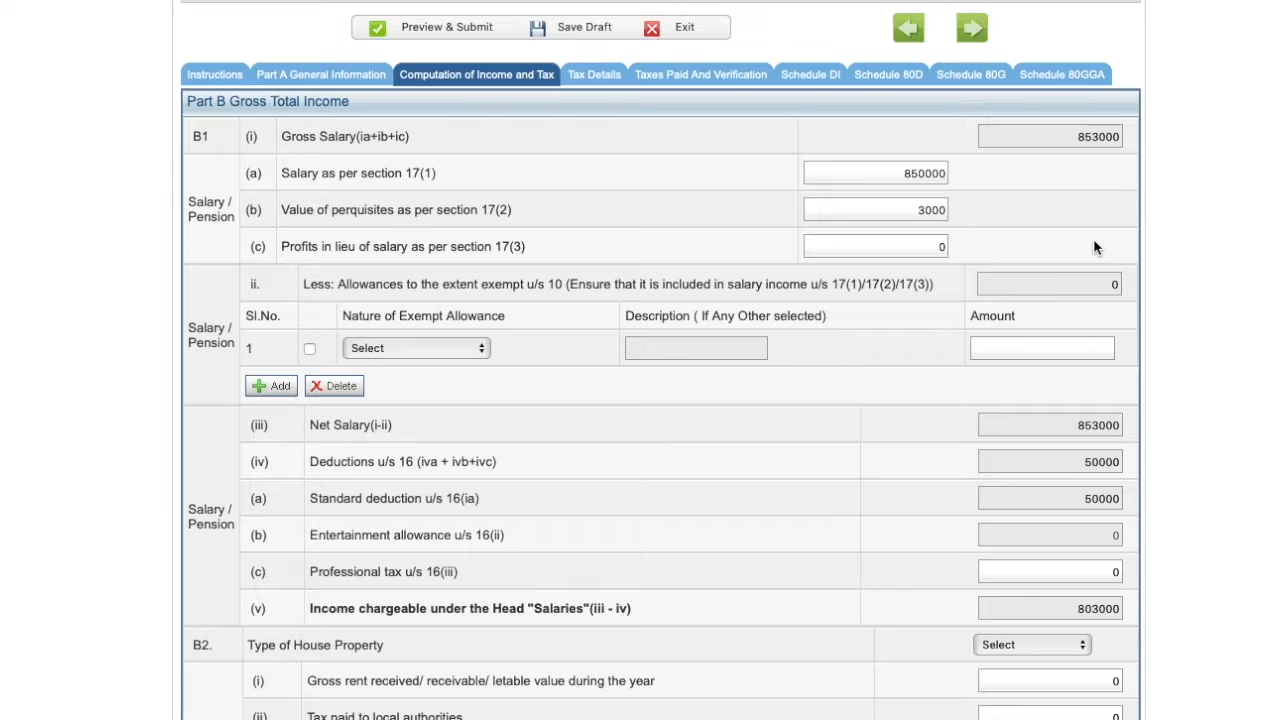 Preview & Submit Save Draft Exit
Instructions Part A General Information Computation of Income and Tax Tax Details Taxes Paid And Verification Schedule DI Schedule 80D Schedule 80G Schedule 80GGA
Part B Gross Total Income
B1 (i) Gross Salary(ia+ib+ic) 853000
(a) Salary as per section 17(1) 850000
Salary / Pension
(b) Value of perquisites as per section 17(2) 3000
(c) Profits in lieu of salary as per section 17(3) 0
ii. Less: Allowances to the extent exempt u/s 10 (Ensure that it is included in salary income u/s 17(1)/17(2)/17(3)) 0
Salary / Pension
Sl.No. Nature of Exempt Allowance Description ( If Any Other selected) Amount
1 Select
Add Delete
(iii) Net Salary(i-ii) 853000
(iv) Deductions u/s 16 (iva + ivb+ivc) 50000
(a) Standard deduction u/s 16(ia) 50000
Salary / Pension
(b) Entertainment allowance u/s 16(ii) 0
(c) Professional tax u/s 16(iii) 0
(v) Income chargeable under the Head "Salaries"(iii - iv) 803000
B2. Type of House Property Select
(i) Gross rent received/ receivable/ letable value during the year 0
(ii) Tax paid to local authorities 0